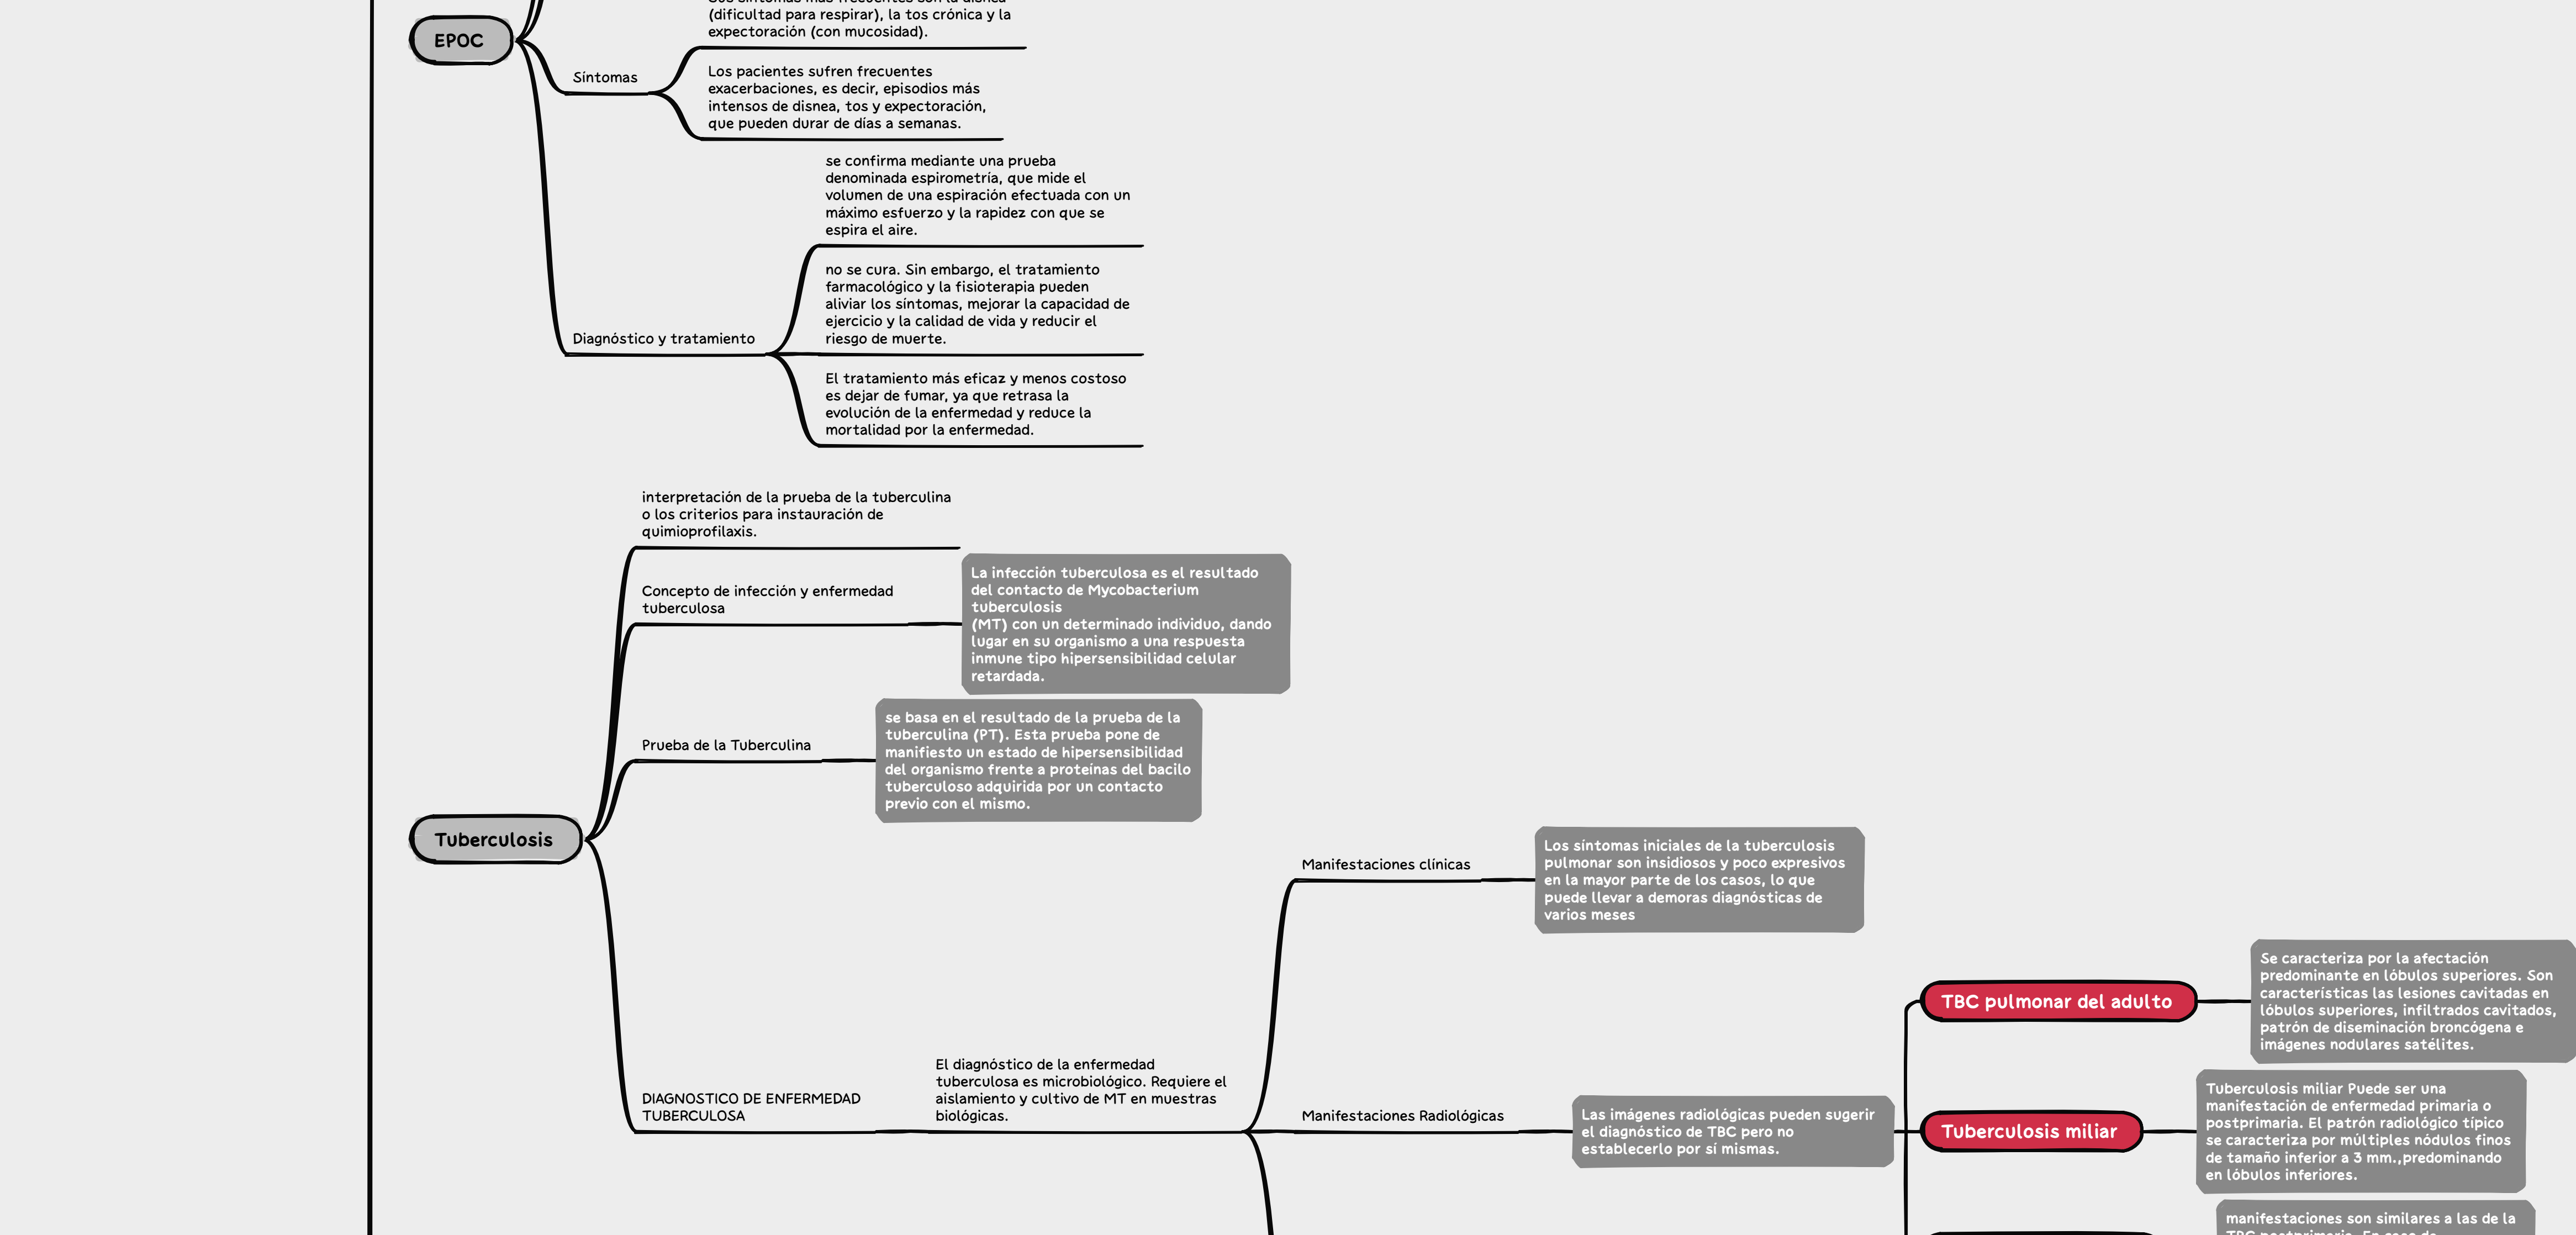 (dificultad para respirar), la tos crónica y la
expectoración (con mucosidad).
EPOC
Síntomas
Los pacientes sufren frecuentes
exacerbaciones, es decir, episodios más
intensos de disnea, tos y expectoración,
que pueden durar de días a semanas.
se confirma mediante una prueba
denominada espirometría, que mide el
volumen de una espiración efectuada con un
máximo esfuerzo y la rapidez con que se
espira el aire.
no se cura. Sin embargo, el tratamiento
farmacológico y la fisioterapia pueden
aliviar los síntomas, mejorar la capacidad de
ejercicio y la calidad de vida y reducir el
riesgo de muerte.
Diagnóstico y tratamiento
El tratamiento más eficaz y menos costoso
es dejar de fumar, ya que retrasa la
evolución de la enfermedad y reduce la
mortalidad por la enfermedad.
interpretación de la prueba de la tuberculina
o los criterios para instauración de
quimioprofilaxis.
Concepto de infección y enfermedad
tuberculosa
La infección tuberculosa es el resultado
del contacto de Mycobacterium
tuberculosis
(MT) con un determinado individuo, dando
lugar en su organismo a una respuesta
inmune tipo hipersensibilidad celular
retardada.
Prueba de la Tuberculina
se basa en el resultado de la prueba de la
tuberculina (PT). Esta prueba pone de
manifiesto un estado de hipersensibilidad
del organismo frente a proteínas del bacilo
tuberculoso adquirida por un contacto
previo con el mismo.
Tuberculosis
Manifestaciones clínicas
Los síntomas iniciales de la tuberculosis
pulmonar son insidiosos y poco expresivos
en la mayor parte de los casos, lo que
puede llevar a demoras diagnósticas de
varios meses
TBC pulmonar del adulto
Se caracteriza por la afectación
predominante en lóbulos superiores. Son
características las lesiones cavitadas en
lóbulos superiores, infiltrados cavitados,
patrón de diseminación broncógena e
imágenes nodulares satélites.
DIAGNOSTICO DE ENFERMEDAD
TUBERCULOSA
El diagnóstico de la enfermedad
tuberculosa es microbiológico. Requiere el
aislamiento y cultivo de MT en muestras
biológicas.
Manifestaciones Radiológicas
Las imágenes radiológicas pueden sugerir
el diagnóstico de TBC pero no
establecerlo por sí mismas.
Tuberculosis miliar
Tuberculosis miliar Puede ser una
manifestación de enfermedad primaria o
postprimaria. El patrón radiológico típico
se caracteriza por múltiples nódulos finos
de tamaño inferior a 3 mm.,predominando
en lóbulos inferiores.
manifestaciones son similares a las de la